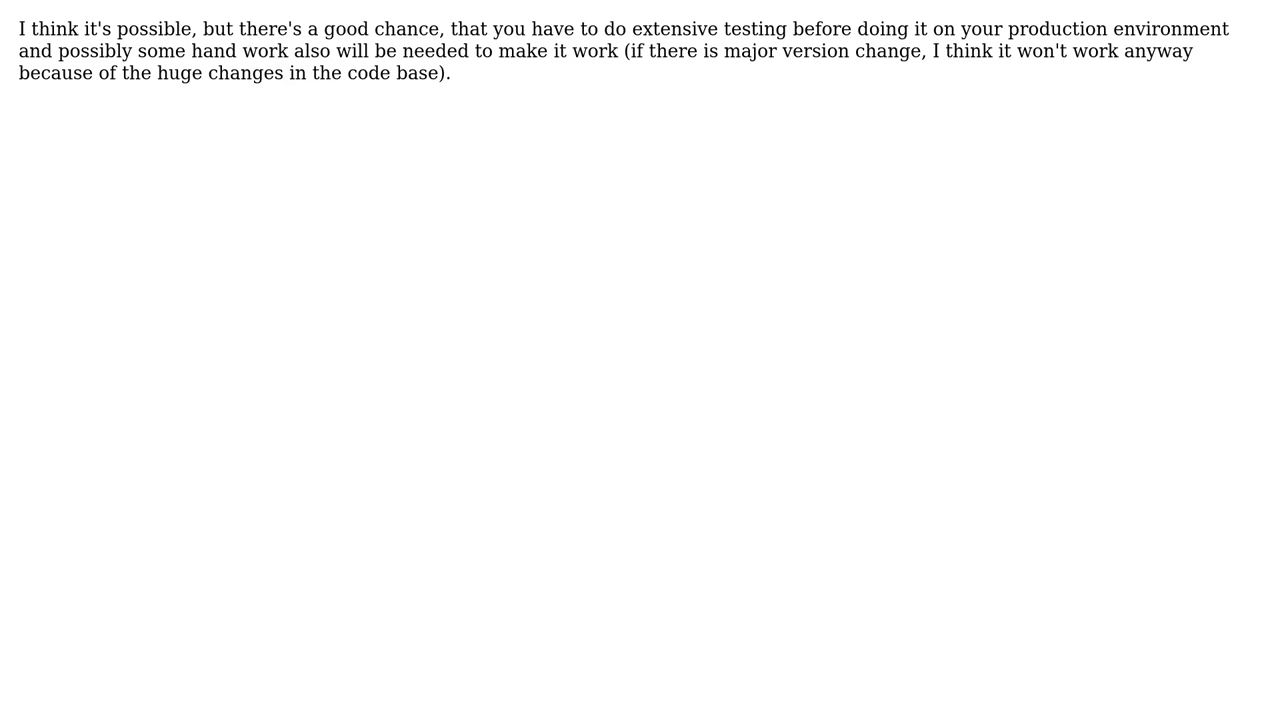 I think it's possible, but there's a good chance, that you have to do extensive testing before doing it on your production environment
and possibly some hand work also will be needed to make it work (if there is major version change, I think it won't work anyway
because of the huge changes in the code base).